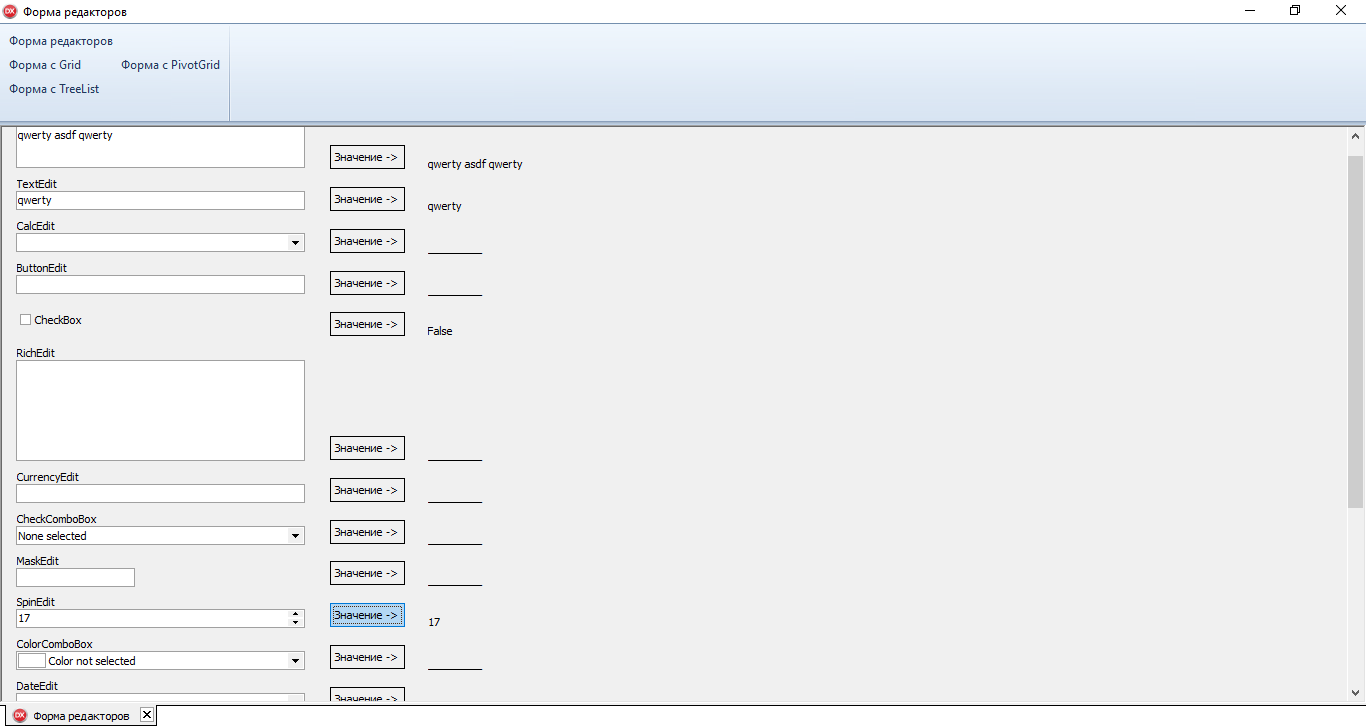 DX Форма редакторов
Форма редакторов
Форма с Grid Форма с PivotGrid
Форма с TreeList
qwerty asdf qwerty
Значение -> qwerty asdf qwerty
TextEdit
qwerty Значение -> qwerty
CalcEdit
Значение ->
ButtonEdit
Значение ->
CheckBox Значение -> False
RichEdit
Значение ->
CurrencyEdit
Значение ->
CheckComboBox
None selected Значение ->
MaskEdit
Значение ->
SpinEdit
17 Значение -> 17
ColorComboBox
Color not selected Значение ->
DateEdit
Значение ->
DX Форма редакторов